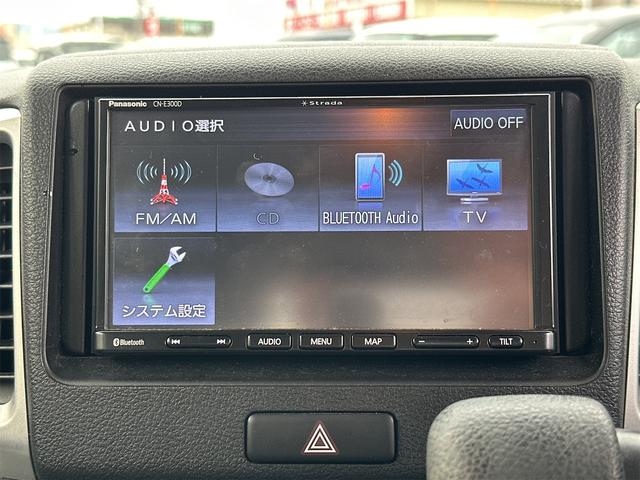 Panasonic CN-E300D
Strada
AUDIO選択
AUDIO OFF
FM/AM
CD
BLUETOOTH Audio
TV
システム設定
Bluetooth
AUDIO
MENU
MAP
− +
TILT